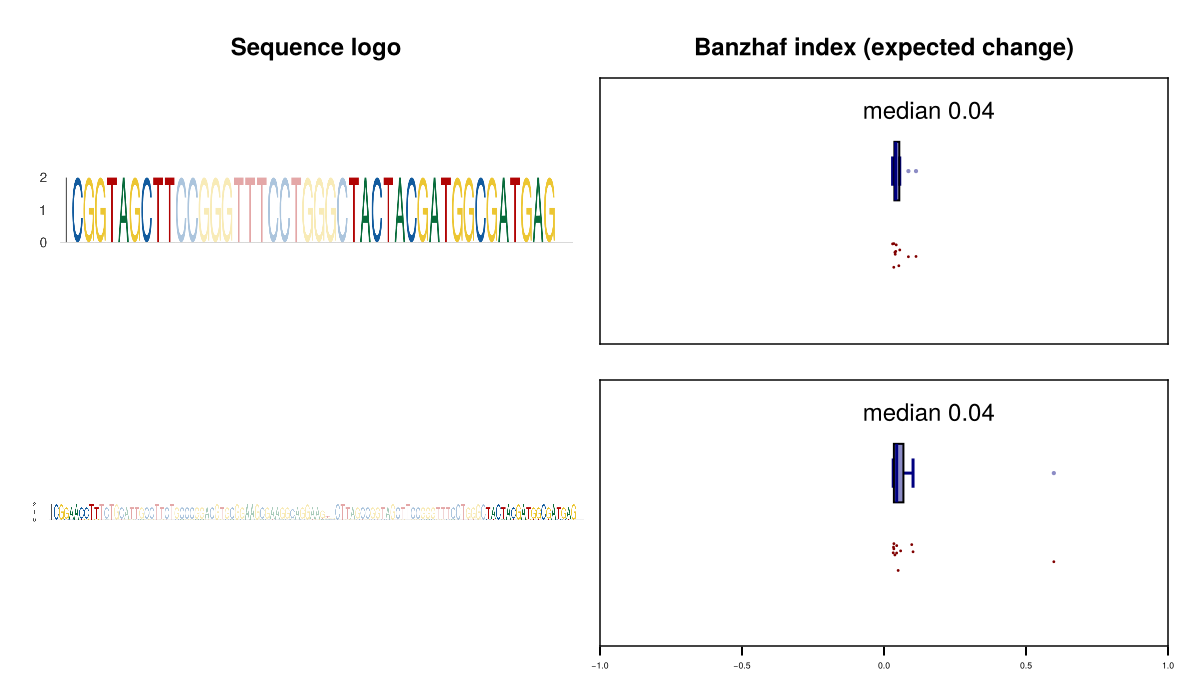 Sequence logo
Banzhaf index (expected change)
median 0.04
2
1
0
CGGTAGCTTCCGGGTTTCCTGGGCTACTACGATGGCGATGAG
median 0.04
−1.0 −0.5 0.0 0.5 1.0